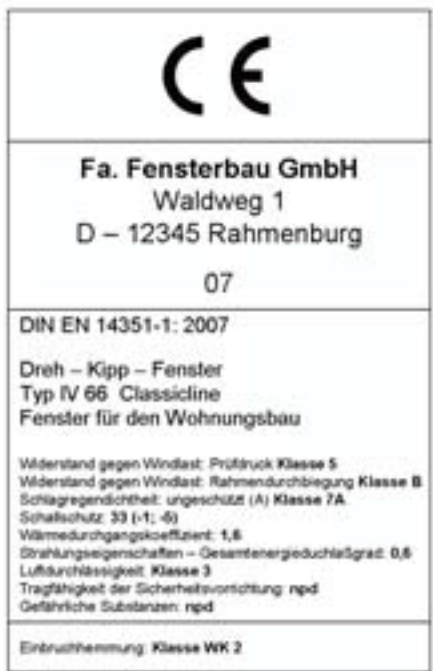 CE
Fa. Fensterbau GmbH
Waldweg 1
D – 12345 Rahmenburg
07
DIN EN 14351-1: 2007
Dreh – Kipp – Fenster
Typ IV 66 Classicline
Fenster für den Wohnungsbau
Widerstand gegen Windlast: Prüfdruck Klasse 5
Widerstand gegen Windlast: Rahmendurchbiegung Klasse B
Schlagregendichtheit: ungeschützt (A) Klasse 7A
Schallschutz: 33 (-1; -5)
Wärmedurchgangskoeffizient: 1,6
Strahlungseigenschaften – Gesamtenergieduchlaßgrad: 0,6
Luftdurchlässigkeit: Klasse 3
Tragfähigkeit der Sicherheitsvorrichtung: npd
Gefährliche Substanzen: npd
Einbruchhemmung: Klasse WK 2